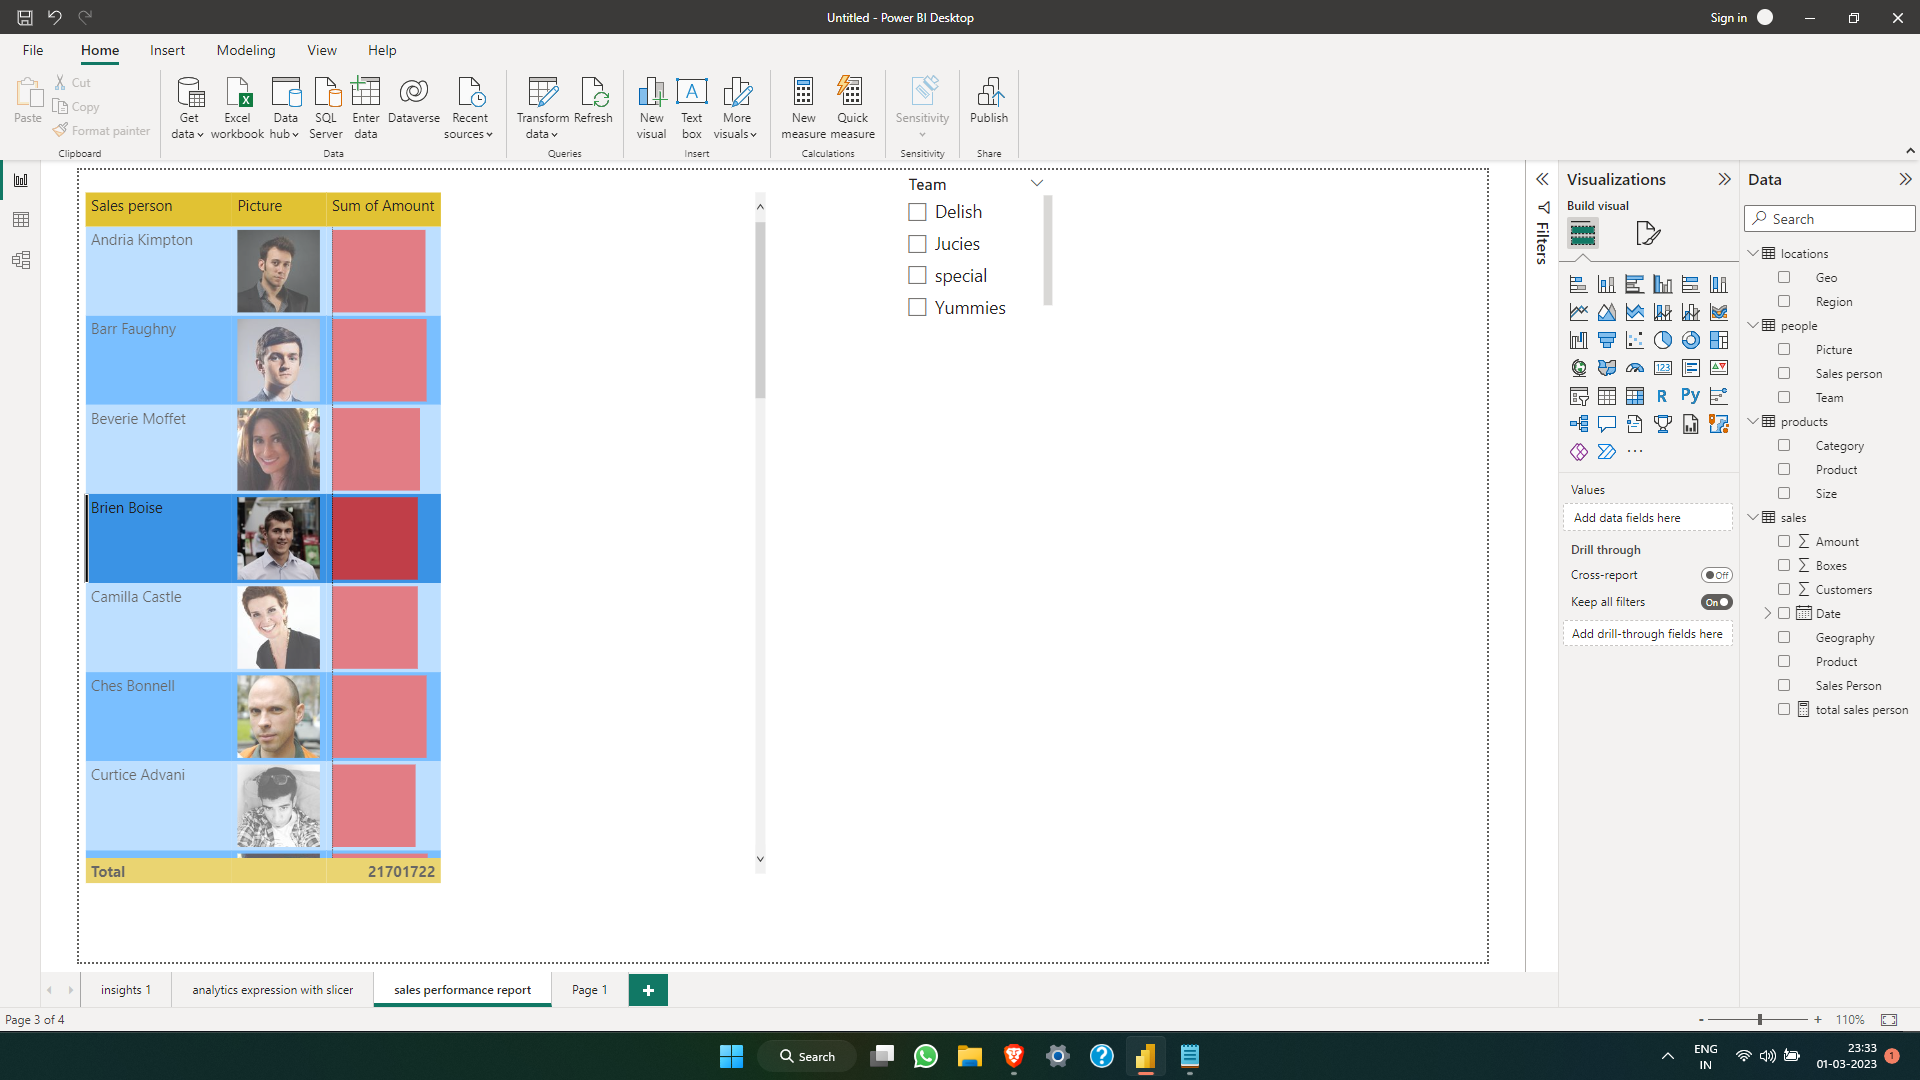 Untitled - Power BI Desktop
Sign in
File
Home
Insert
Modeling
View
Help
Paste
Cut
Copy
Format painter
Clipboard
Get data
Excel workbook
Data hub
SQL Server
Enter data
Dataverse
Recent sources
Data
Transform data
Refresh
Queries
New visual
Text box
More visuals
Insert
New measure
Quick measure
Calculations
Sensitivity
Sensitivity
Publish
Share
Sales person Picture Sum of Amount
Andria Kimpton
Barr Faughny
Beverie Moffet
Brien Boise
Camilla Castle
Ches Bonnell
Curtice Advani
Total 21701722
Team
Delish
Jucies
special
Yummies
Filters
Visualizations
Build visual
123
R
Py
Values
Add data fields here
Drill through
Cross-report
Off
Keep all filters
On
Add drill-through fields here
Data
Search
locations
Geo
Region
people
Picture
Sales person
Team
products
Category
Product
Size
sales
Amount
Boxes
Customers
Date
Geography
Product
Sales Person
total sales person
insights 1
analytics expression with slicer
sales performance report
Page 1
+
Page 3 of 4
- + 110%
Search
ENG
IN
23:33
01-03-2023
1